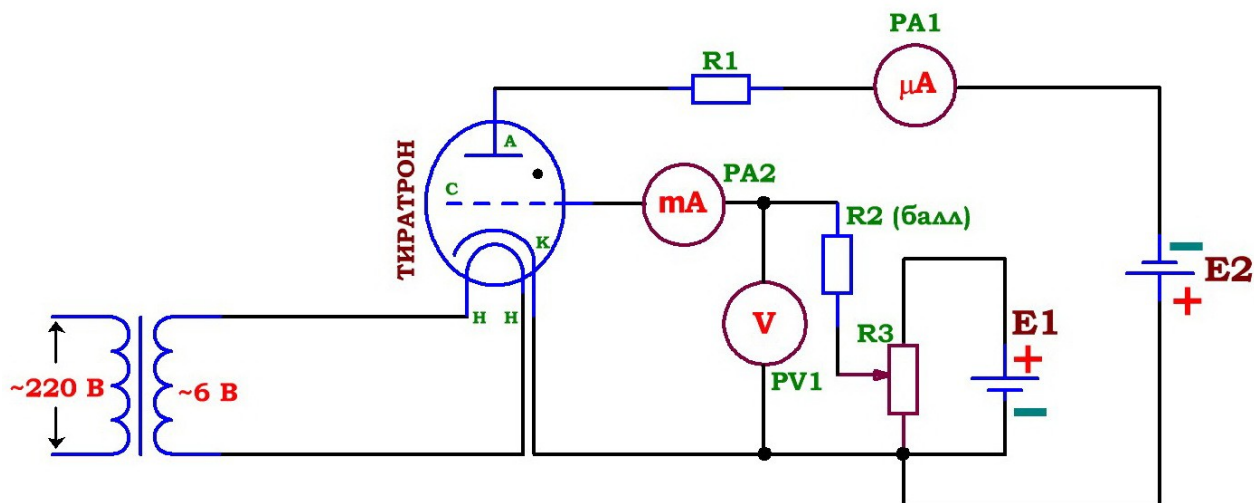 PA1
R1
µA
А
ТИРАТРОН
С
PA2
mA
R2 (балл)
К
E2
Н Н
V
R3
E1
~220 В
~6 В
PV1